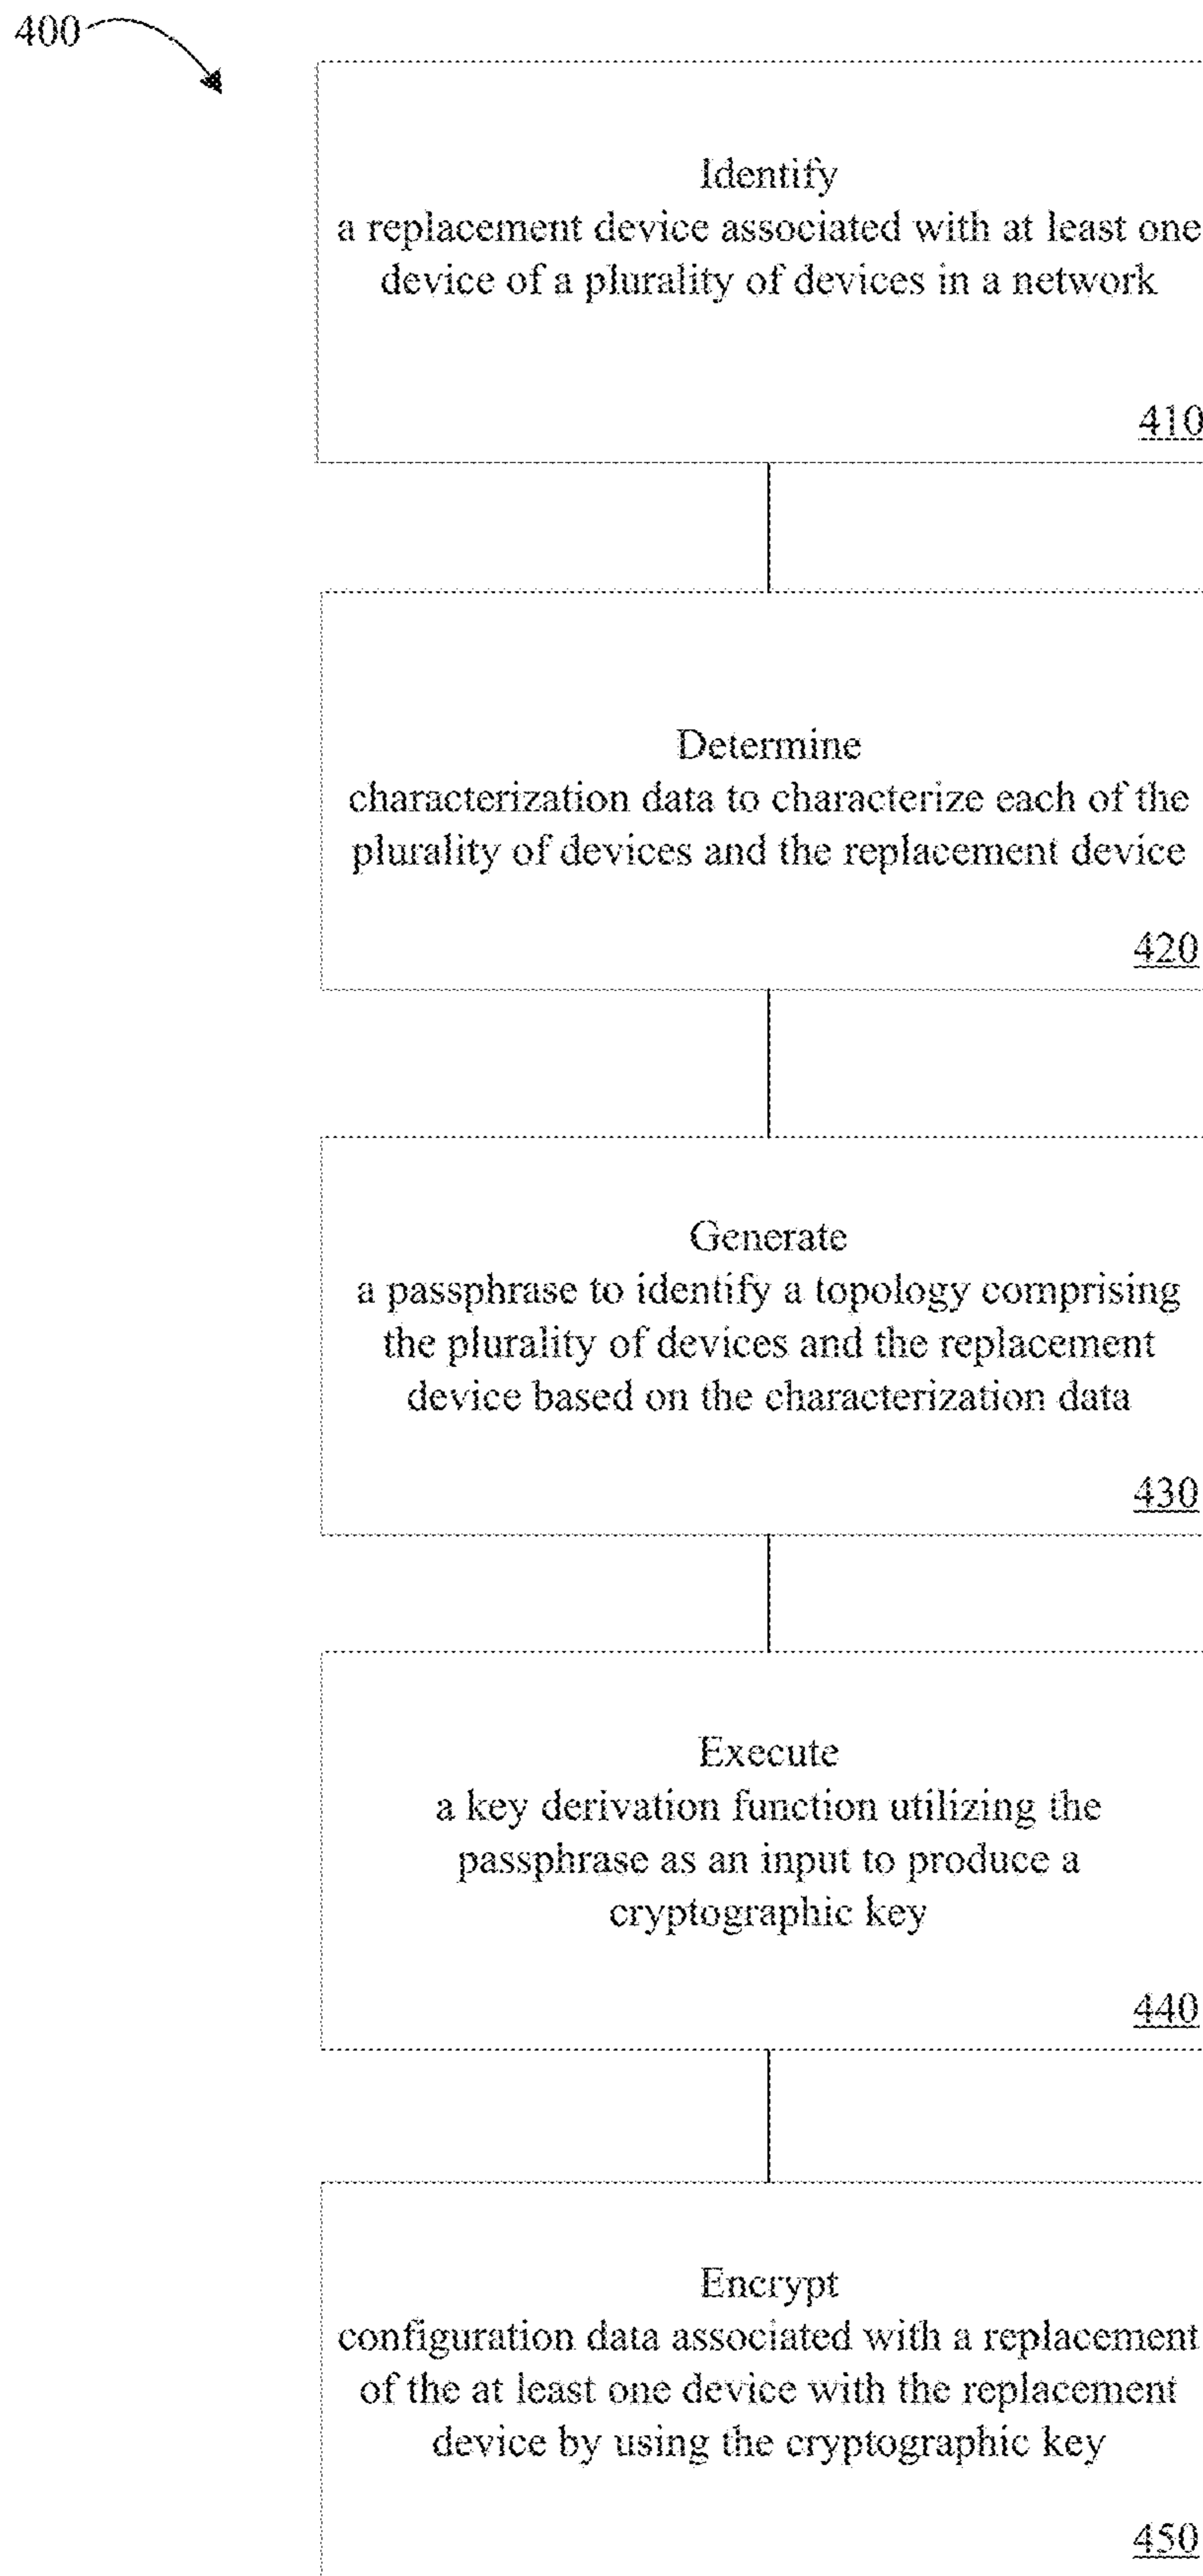 400
Identify
a replacement device associated with at least one
device of a plurality of devices in a network
410
Determine
characterization data to characterize each of the
plurality of devices and the replacement device
420
Generate
a passphrase to identify a topology comprising
the plurality of devices and the replacement
device based on the characterization data
430
Execute
a key derivation function utilizing the
passphrase as an input to produce a
cryptographic key
440
Encrypt
configuration data associated with a replacement
of the at least one device with the replacement
device by using the cryptographic key
450